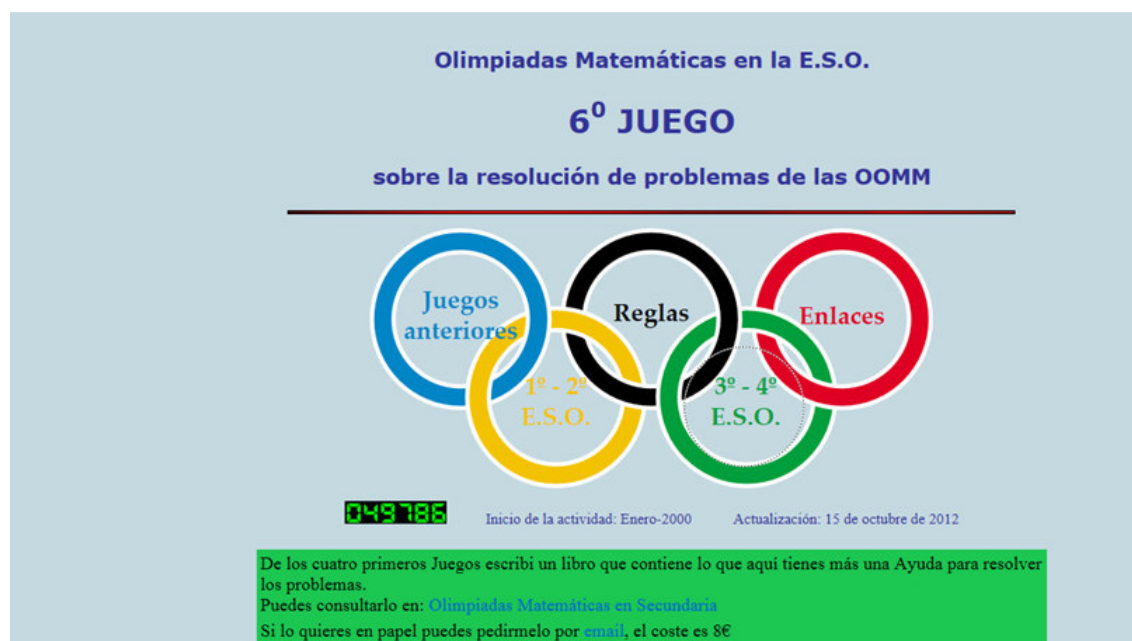 Olimpiadas Matemáticas en la E.S.O.
6⁰ JUEGO
sobre la resolución de problemas de las OOMM
Juegos
anteriores
Reglas
Enlaces
1º - 2º
E.S.O.
3º - 4º
E.S.O.
049786 Inicio de la actividad: Enero-2000 Actualización: 15 de octubre de 2012
De los cuatro primeros Juegos escribi un libro que contiene lo que aquí tienes más una Ayuda para resolver
los problemas.
Puedes consultarlo en: Olimpiadas Matemáticas en Secundaria
Si lo quieres en papel puedes pedirmelo por email, el coste es 8€